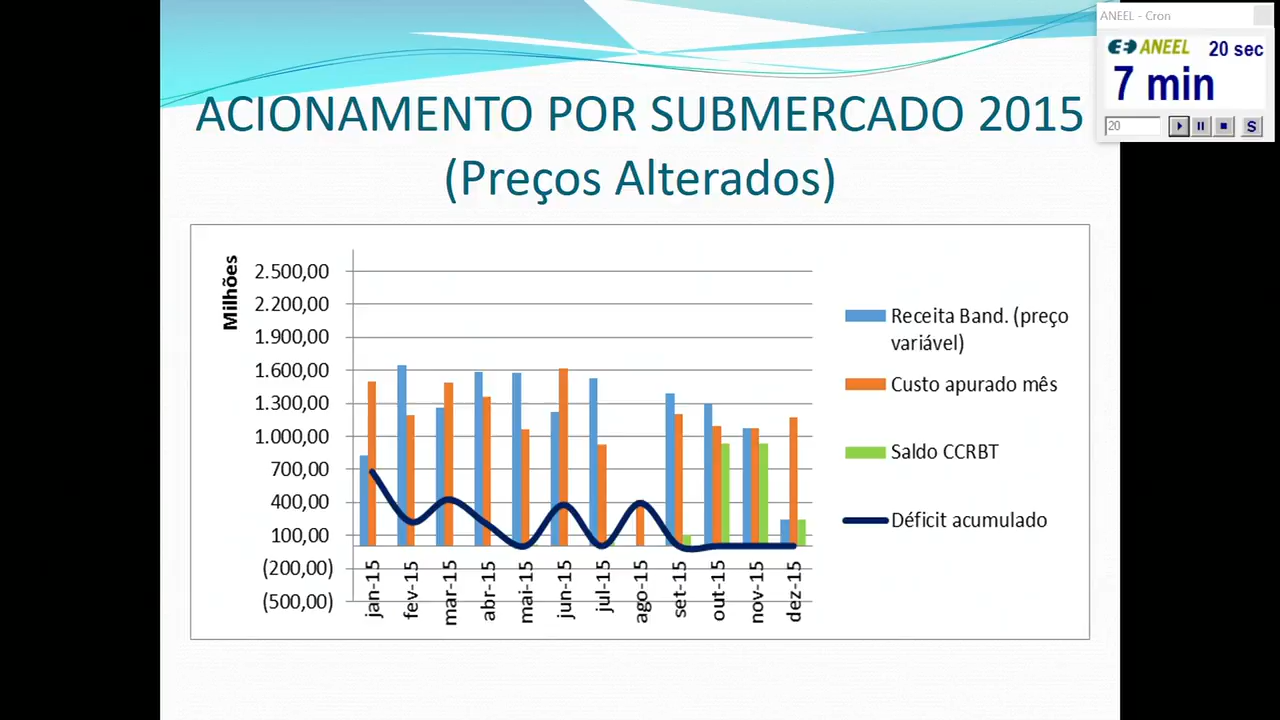 ANEEL - Cron
ANEEL 20 sec
7 min
20
S
ACIONAMENTO POR SUBMERCADO 2015
(Preços Alterados)
Milhões
2.500,00
2.200,00
1.900,00
1.600,00
1.300,00
1.000,00
700,00
400,00
100,00
(200,00)
(500,00)
jan-15
fev-15
mar-15
abr-15
mai-15
jun-15
jul-15
ago-15
set-15
out-15
nov-15
dez-15
Receita Band. (preço
variável)
Custo apurado mês
Saldo CCRBT
Déficit acumulado